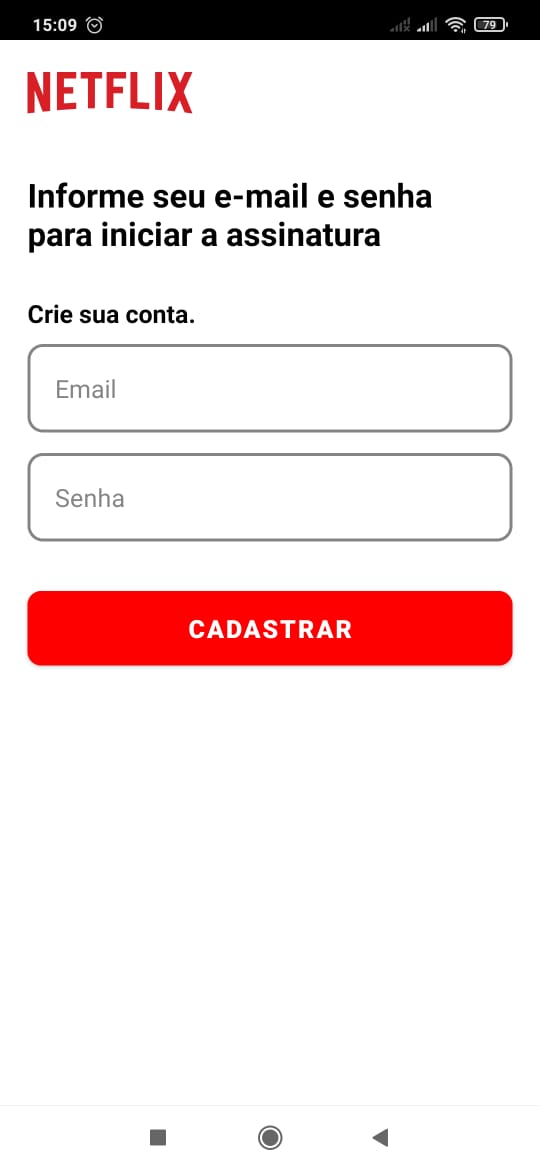 15:09
79
NETFLIX
Informe seu e-mail e senha
para iniciar a assinatura
Crie sua conta.
Email
Senha
CADASTRAR